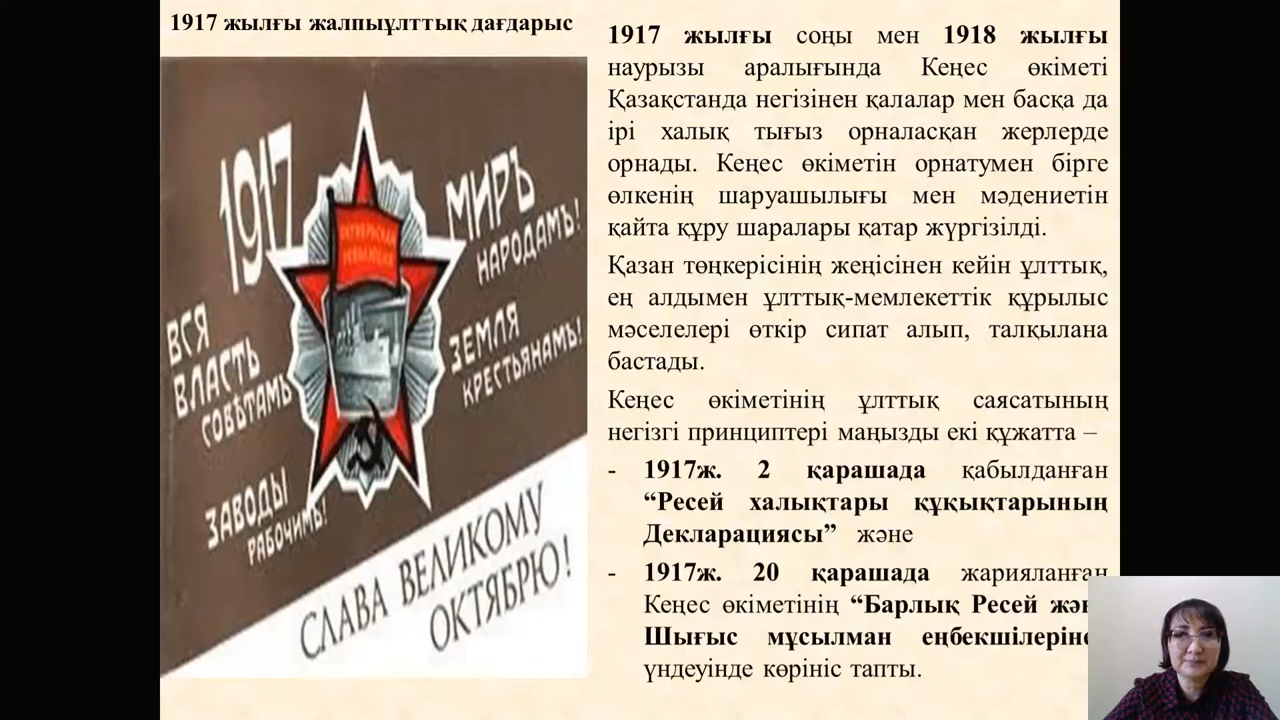 1917 жылғы жалпыұлттық дағдарыс
1917
МИРЪ
НАРОДАМЪ!
ВСЯ
ВЛАСТЬ
СОВѢТАМЪ
ОКТЯБРЬСКАЯ
РЕВОЛЮЦИЯ
ЗЕМЛЯ
КРЕСТЬЯНАМЪ!
ЗАВОДЫ
РАБОЧИМЪ!
СЛАВА ВЕЛИКОМУ
ОКТЯБРЮ!
1917 жылғы соңы мен 1918 жылғы
наурызы аралығында Кеңес өкіметі
Қазақстанда негізінен қалалар мен басқа да
ірі халық тығыз орналасқан жерлерде
орнады. Кеңес өкіметін орнатумен бірге
өлкенің шаруашылығы мен мәдениетін
қайта құру шаралары қатар жүргізілді.
Қазан төңкерісінің жеңісінен кейін ұлттық,
ең алдымен ұлттық-мемлекеттік құрылыс
мәселелері өткір сипат алып, талқылана
бастады.
Кеңес өкіметінің ұлттық саясатының
негізгі принциптері маңызды екі құжатта –
- 1917ж. 2 қарашада қабылданған
“Ресей халықтары құқықтарының
Декларациясы” және
- 1917ж. 20 қарашада жарияланған
Кеңес өкіметінің “Барлық Ресей
Шығыс мұсылман
үндеуінде көрініс тапты.